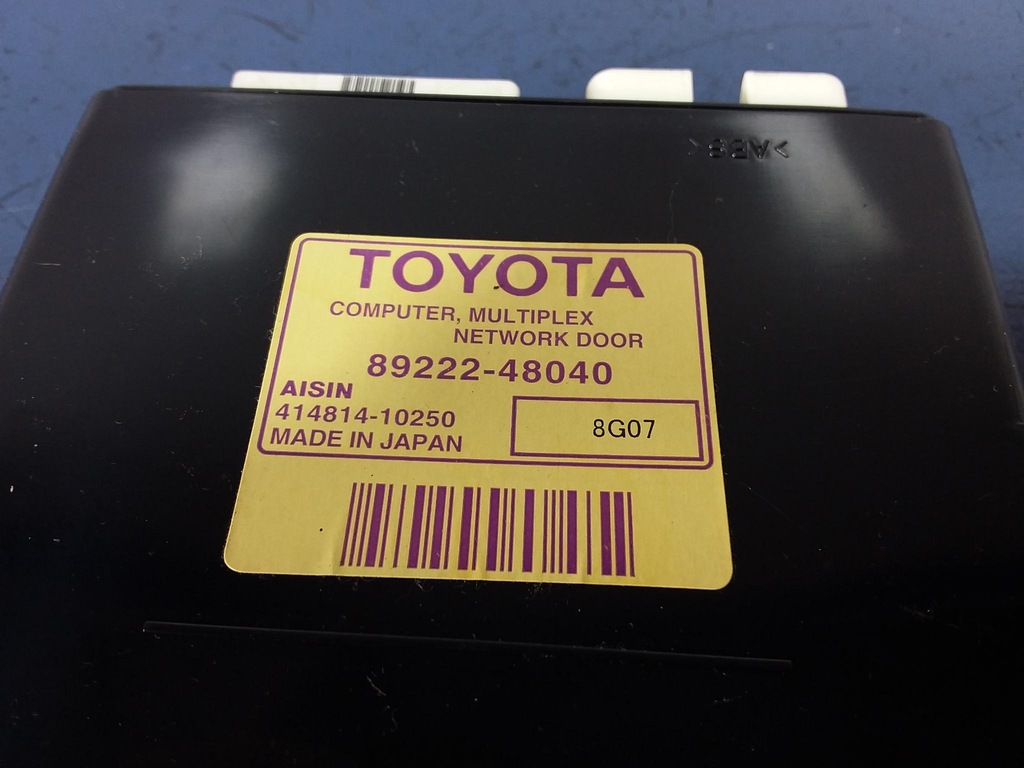 >ABS<
TOYOTA
COMPUTER, MULTIPLEX
NETWORK DOOR
89222-48040
AISIN
414814-10250
MADE IN JAPAN
8G07